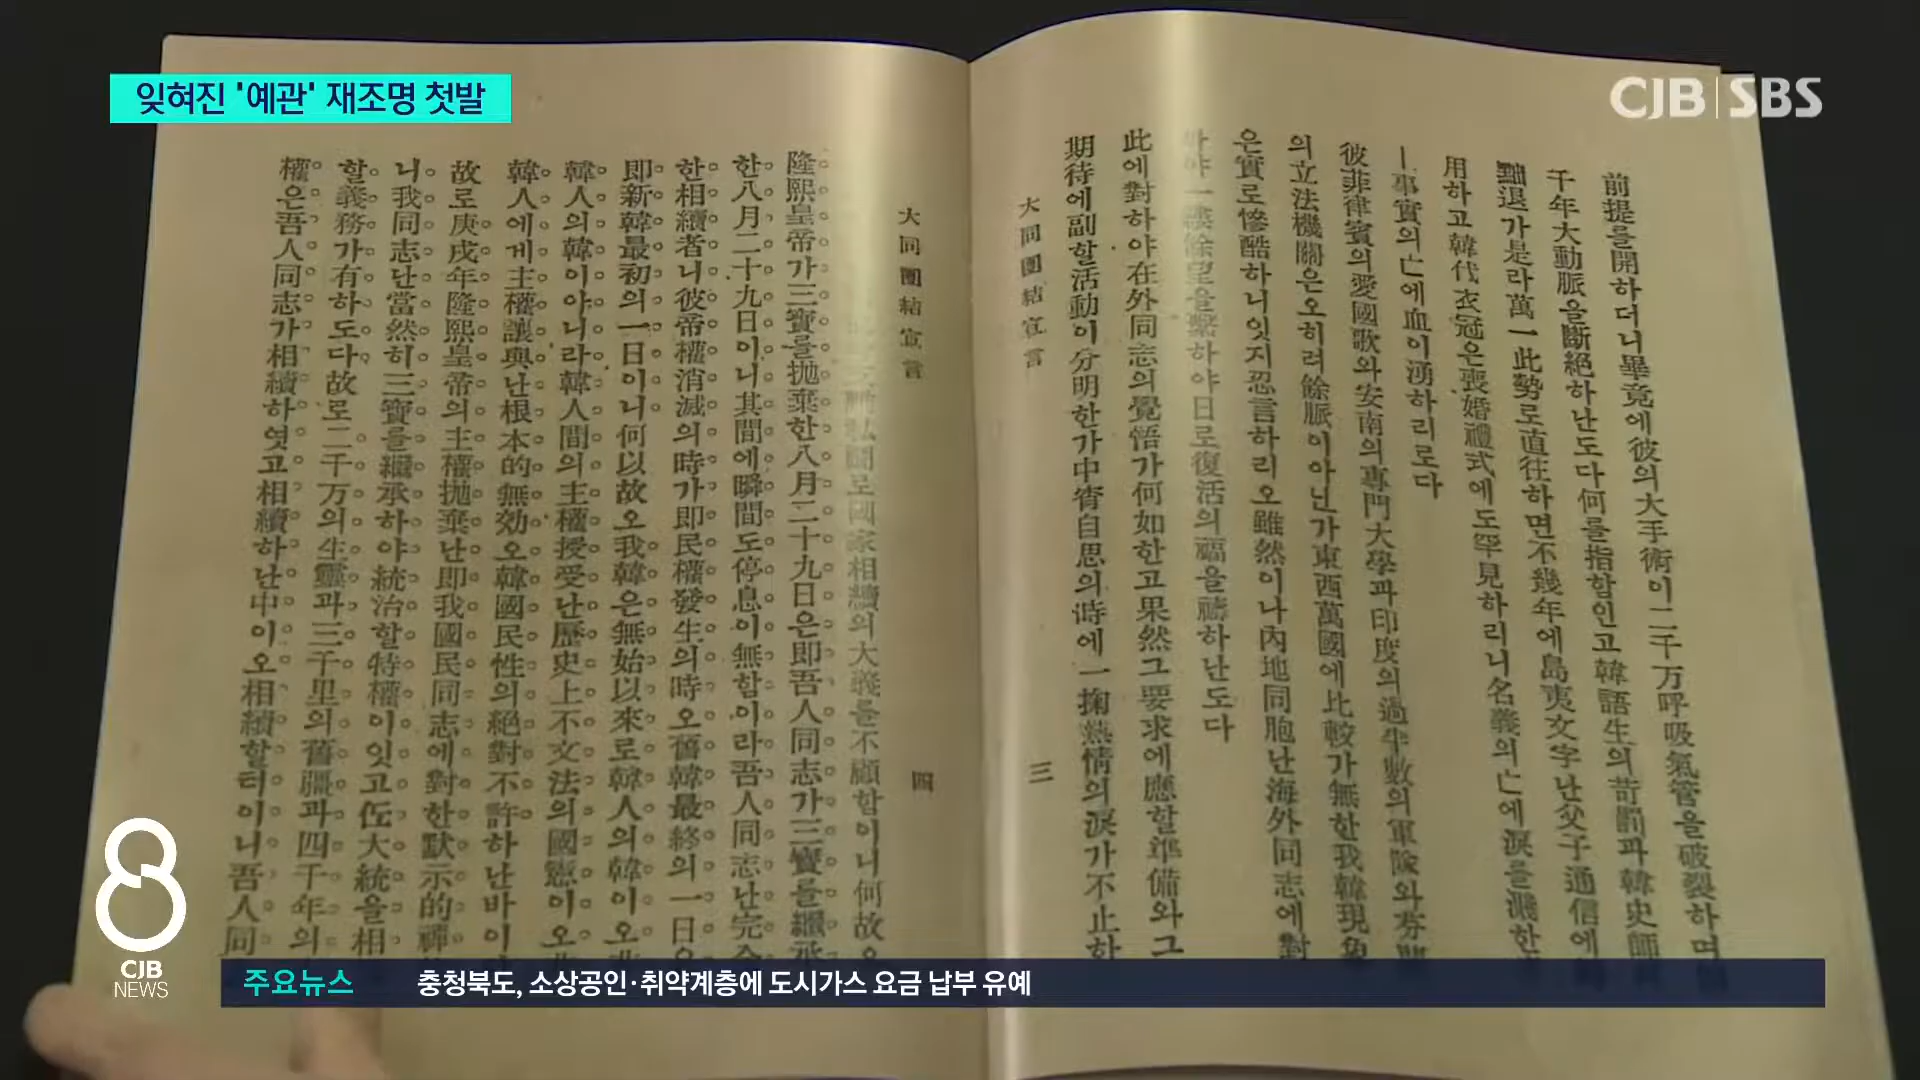 잊혀진 '예관' 재조명 첫발
CJB SBS
前提를開하더니畢竟에彼의大手術이二千万呼吸氣管을破裂하며
千年大動脈을斷絕하난도다何를指함인고韓語生의苛罰과韓史師
黜退가是라萬一此勢로直往하면不幾年에島夷文字난父子通信에
用하고韓代衣冠은喪婚禮式에도罕見하리니名義의亡에淚를濺한
事實의亡에血이湧하리로다
彼非律賓의愛國歌와安南의專門大學과印度의過半數의軍隊와
의立法機關은오히려餘脈이아닌가東西萬國에比較가無한我韓現象
은實로慘酷하니잇지忍言하리오雖然이나內地同胞난海外同志에對
하야一縷餘望을繫하야日로復活의福을禱하난도다
此에對하야在外同志의覺悟가何如한고果然그要求에應할準備와그
期待에副할活動이分明한가中宵自思의時에一掬熱情의淚가不止한
大同團結宣言
三
大同團結宣言
四
로國家相續의大義를不顧함이니何故오
隆熙皇帝가三寶를抛棄한八月二十九日은即吾人同志가三寶를繼承
한八月二十九日이니其間에瞬間도停息이無함이라吾人同志난完全
한相續者니彼帝權消滅의時가即民權發生의時오舊韓最終의一日은
即新韓最初의一日이니何以故오我韓은無始以來로韓人의韓이오非
韓人의韓이아니라韓人間의主權授受난歷史上不文法의國憲이오
韓人에게主權讓與난根本的無効오韓國民性의絕對不許하난바이
故로庚戌年隆熙皇帝의主權抛棄난即我國民同志에對한默示的禪
니我同志난當然히三寶를繼承하야統治할特權이잇고또大統을相
할義務가有하도다故로二千万의生靈과三千里의舊疆과四千年의
權은吾人同志가相續하엿고相續하난中이오相續할터이니吾人同
8
CJB
NEWS
주요뉴스 충청북도, 소상공인·취약계층에 도시가스 요금 납부 유예